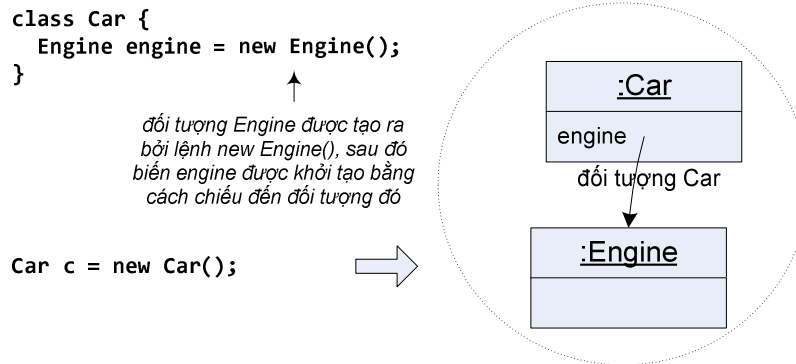 class Car {
Engine engine = new Engine();
}
đối tượng Engine được tạo ra
bởi lệnh new Engine(), sau đó
biến engine được khởi tạo bằng
cách chiếu đến đối tượng đó
Car c = new Car();
:Car
engine
đối tượng Car
:Engine